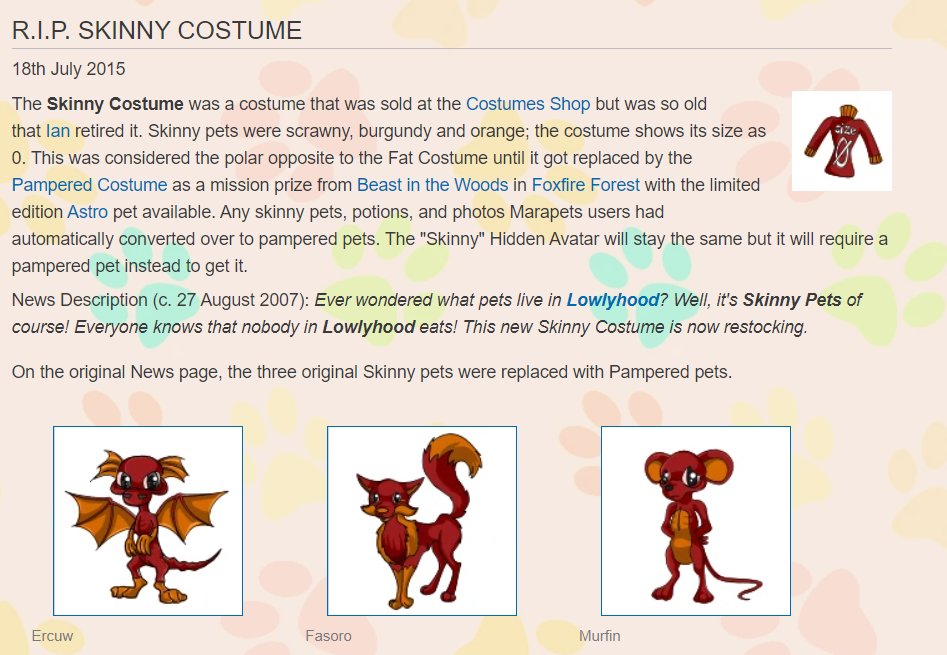 R.I.P. SKINNY COSTUME
18th July 2015
The Skinny Costume was a costume that was sold at the Costumes Shop but was so old
that Ian retired it. Skinny pets were scrawny, burgundy and orange; the costume shows its size as
0. This was considered the polar opposite to the Fat Costume until it got replaced by the
Pampered Costume as a mission prize from Beast in the Woods in Foxfire Forest with the limited
edition Astro pet available. Any skinny pets, potions, and photos Marapets users had
automatically converted over to pampered pets. The "Skinny" Hidden Avatar will stay the same but it will require a
pampered pet instead to get it.
size
0
News Description (c. 27 August 2007): Ever wondered what pets live in Lowlyhood? Well, it's Skinny Pets of
course! Everyone knows that nobody in Lowlyhood eats! This new Skinny Costume is now restocking.
On the original News page, the three original Skinny pets were replaced with Pampered pets.
Ercuw
Fasoro
Murfin